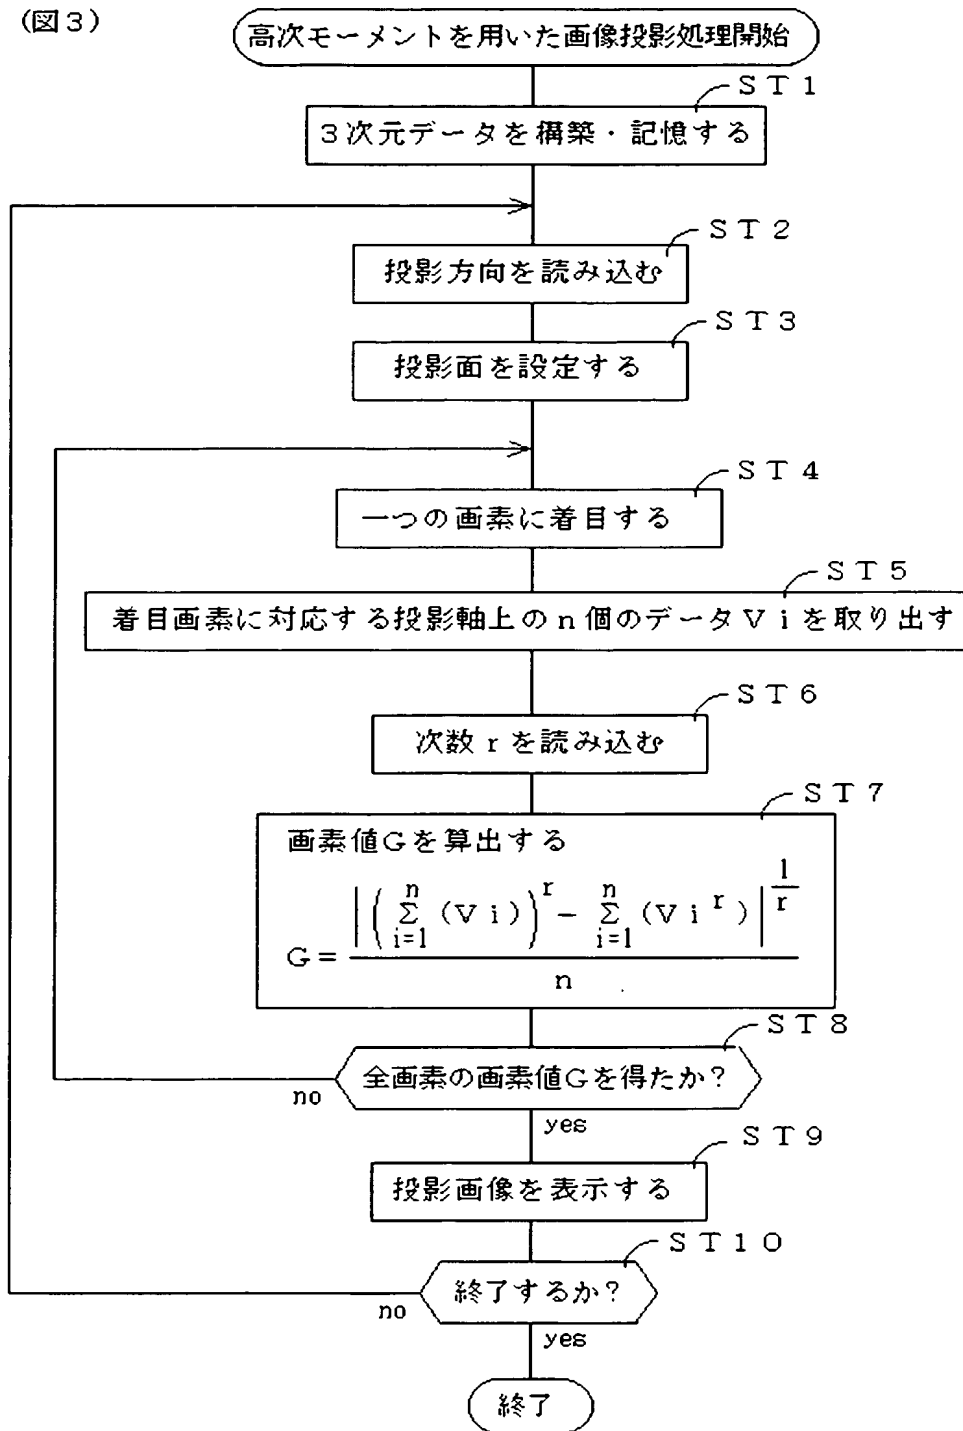 (図3)
高次モーメントを用いた画像投影処理開始
ST1
3次元データを構築・記憶する
ST2
投影方向を読み込む
ST3
投影面を設定する
ST4
一つの画素に着目する
ST5
着目画素に対応する投影軸上のn個のデータViを取り出す
ST6
次数rを読み込む
ST7
画素値Gを算出する
G = | ( n Σ i=1 (Vi) )^r − n Σ i=1 (Vi^r) |^(1/r) / n
ST8
全画素の画素値Gを得たか?
no
yes
ST9
投影画像を表示する
ST10
終了するか?
no
yes
終了